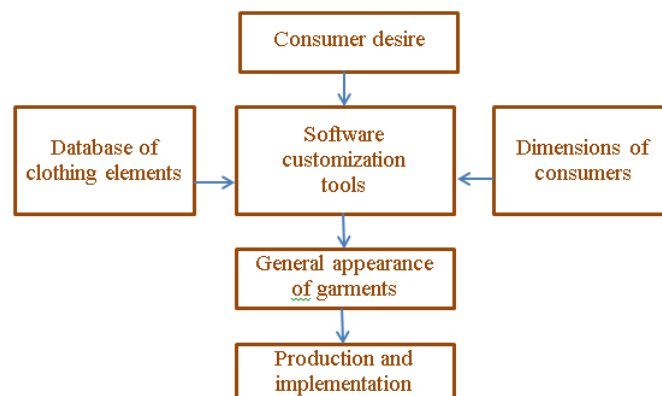 Consumer desire
Database of
clothing elements
Software
customization
tools
Dimensions of
consumers
General appearance
of garments
Production and
implementation